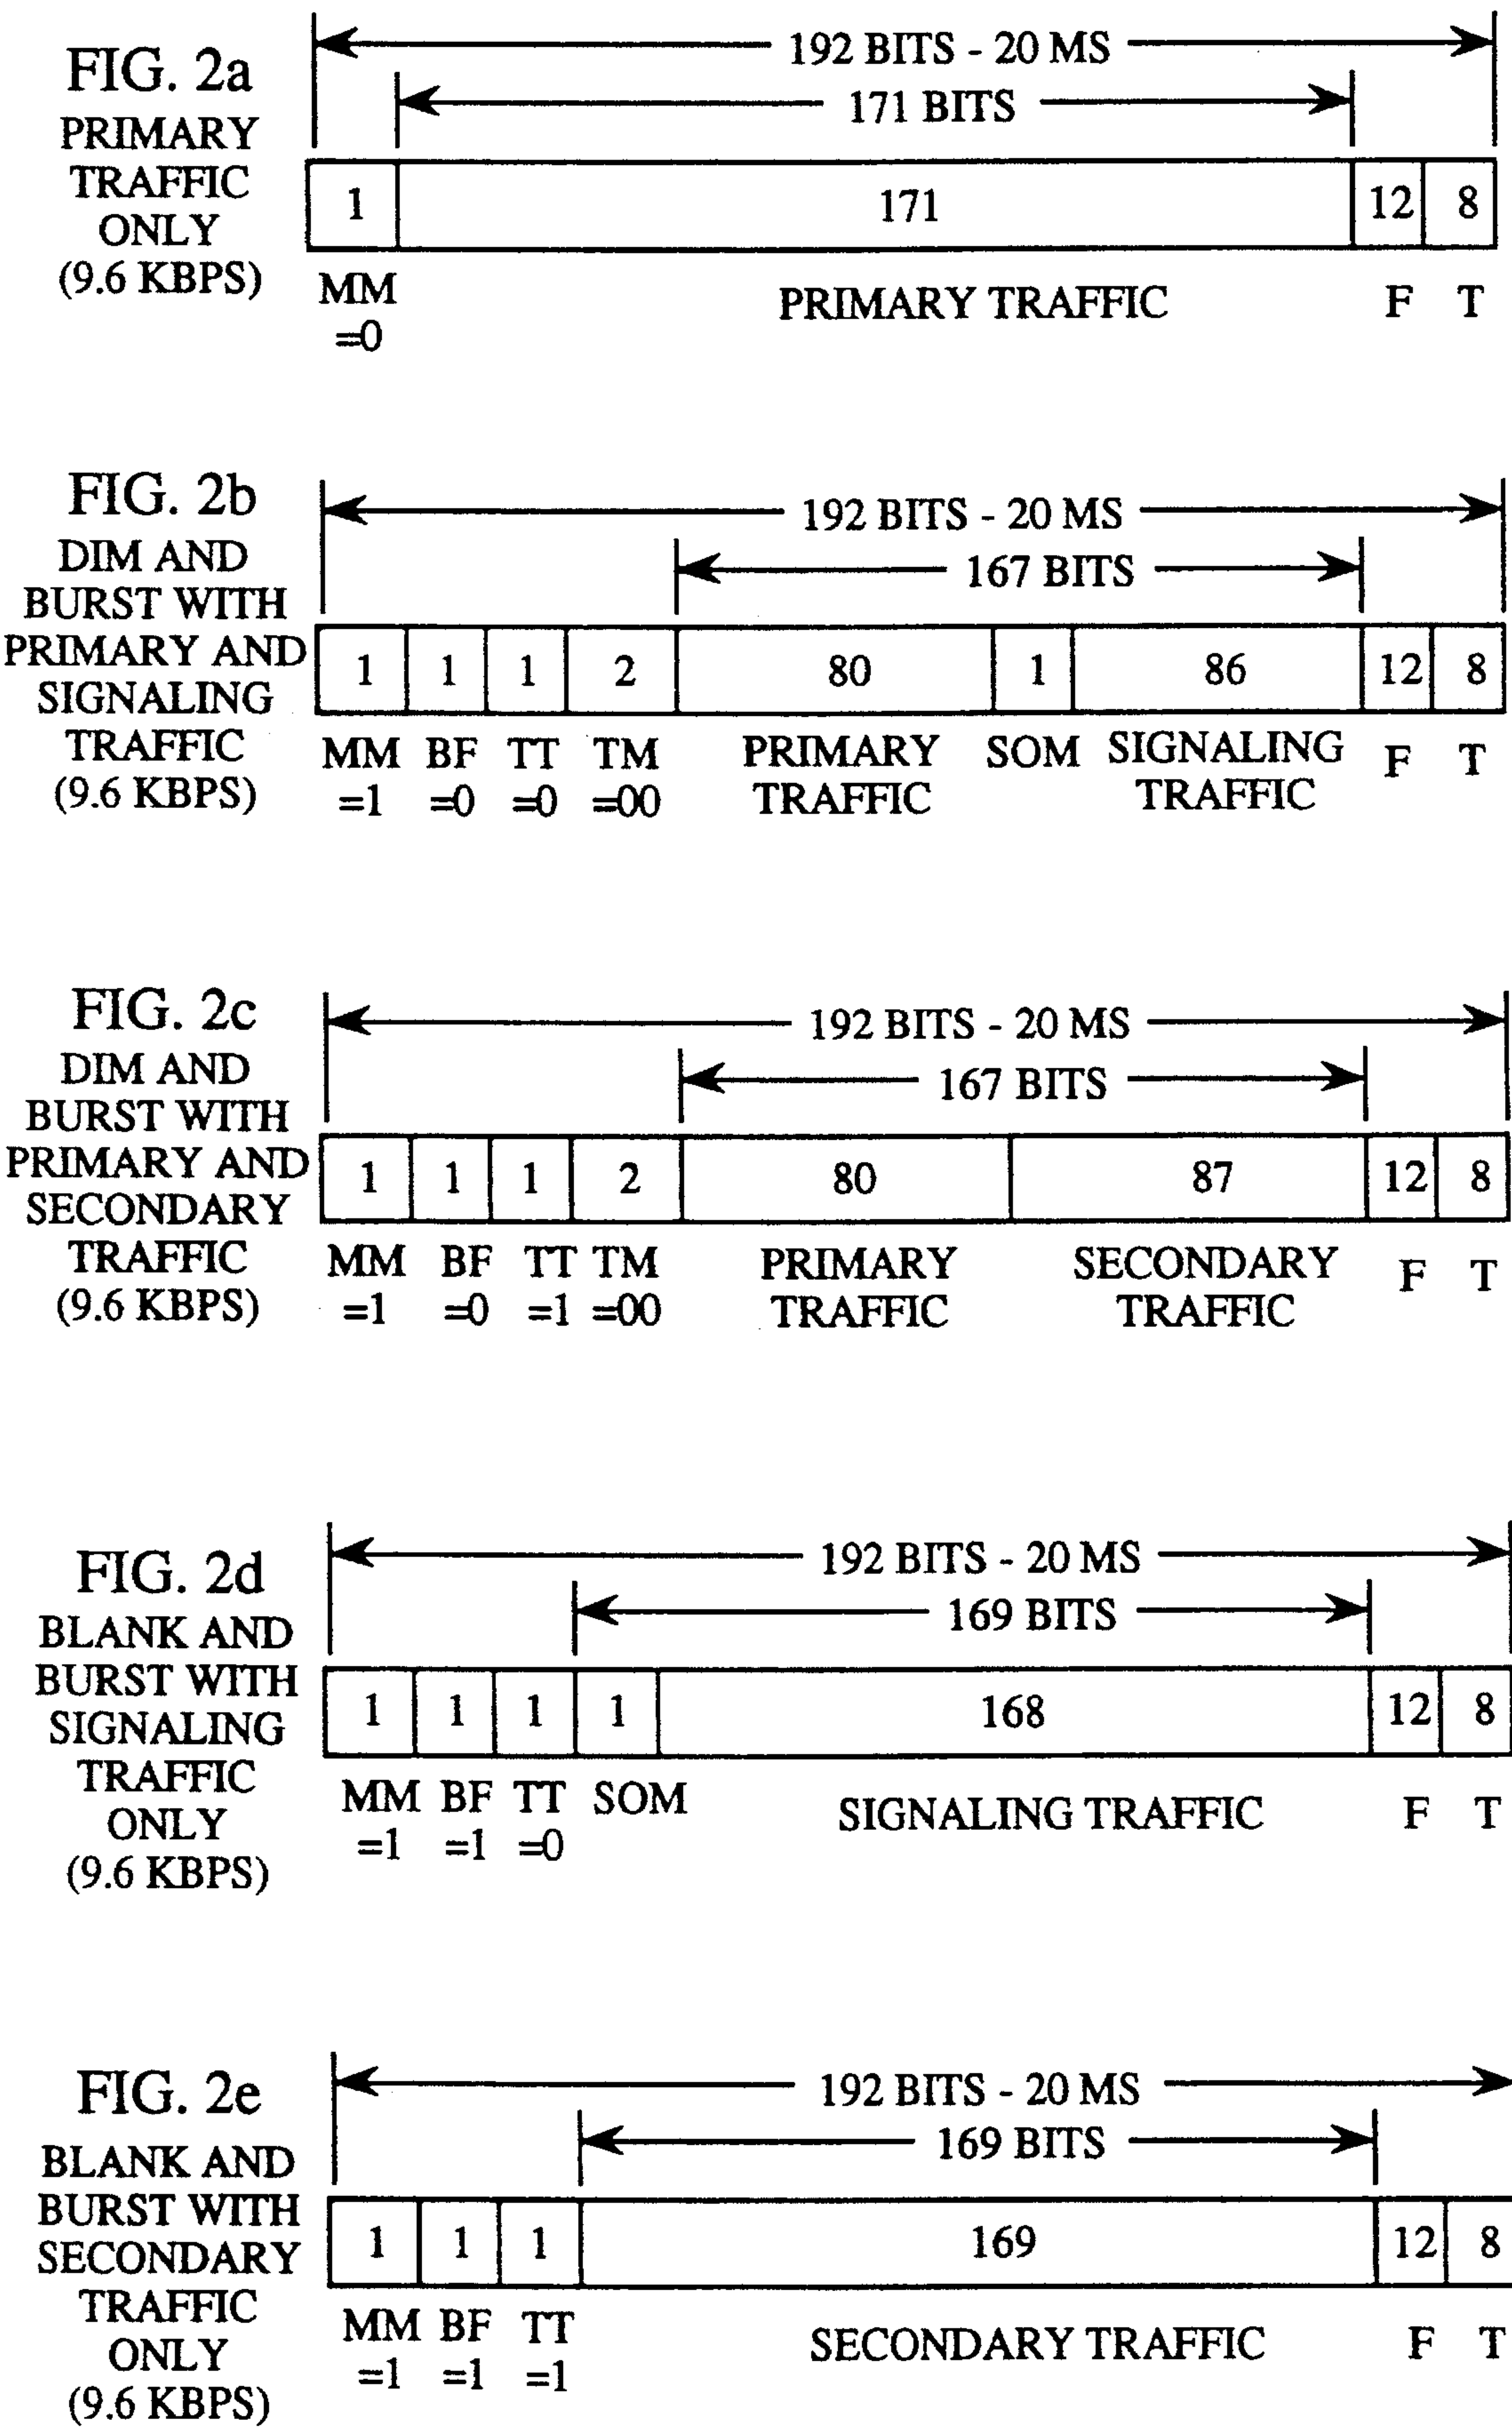 FIG. 2a
PRIMARY
TRAFFIC
ONLY
(9.6 KBPS)
192 BITS - 20 MS
171 BITS
1 171 12 8
MM PRIMARY TRAFFIC F T
=0
FIG. 2b
DIM AND
BURST WITH
PRIMARY AND
SIGNALING
TRAFFIC
(9.6 KBPS)
192 BITS - 20 MS
167 BITS
1 1 1 2 80 1 86 12 8
MM BF TT TM PRIMARY SOM SIGNALING F T
=1 =0 =0 =00 TRAFFIC TRAFFIC
FIG. 2c
DIM AND
BURST WITH
PRIMARY AND
SECONDARY
TRAFFIC
(9.6 KBPS)
192 BITS - 20 MS
167 BITS
1 1 1 2 80 87 12 8
MM BF TT TM PRIMARY SECONDARY F T
=1 =0 =1 =00 TRAFFIC TRAFFIC
FIG. 2d
BLANK AND
BURST WITH
SIGNALING
TRAFFIC
ONLY
(9.6 KBPS)
192 BITS - 20 MS
169 BITS
1 1 1 1 168 12 8
MM BF TT SOM SIGNALING TRAFFIC F T
=1 =1 =0
FIG. 2e
BLANK AND
BURST WITH
SECONDARY
TRAFFIC
ONLY
(9.6 KBPS)
192 BITS - 20 MS
169 BITS
1 1 1 169 12 8
MM BF TT SECONDARY TRAFFIC F T
=1 =1 =1